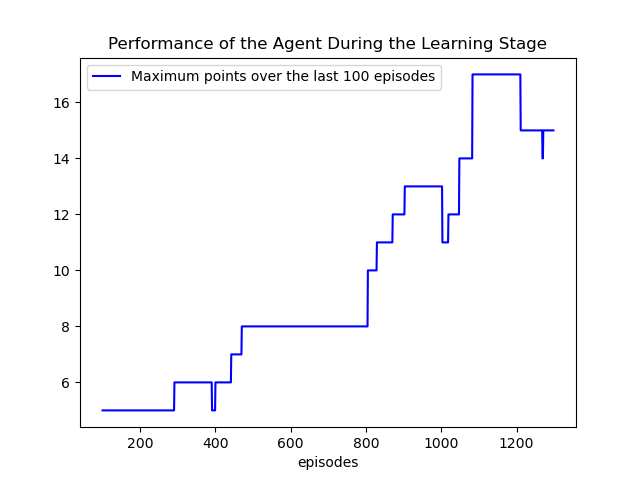 Performance of the Agent During the Learning Stage
Maximum points over the last 100 episodes
16
14
12
10
8
6
200 400 600 800 1000 1200
episodes